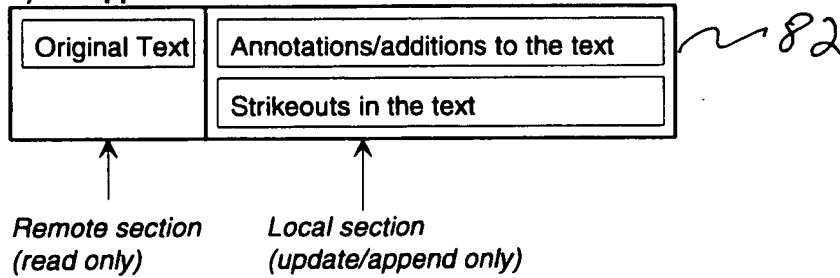 Original Text
Annotations/additions to the text
82
Strikeouts in the text
Remote section
(read only)
Local section
(update/append only)